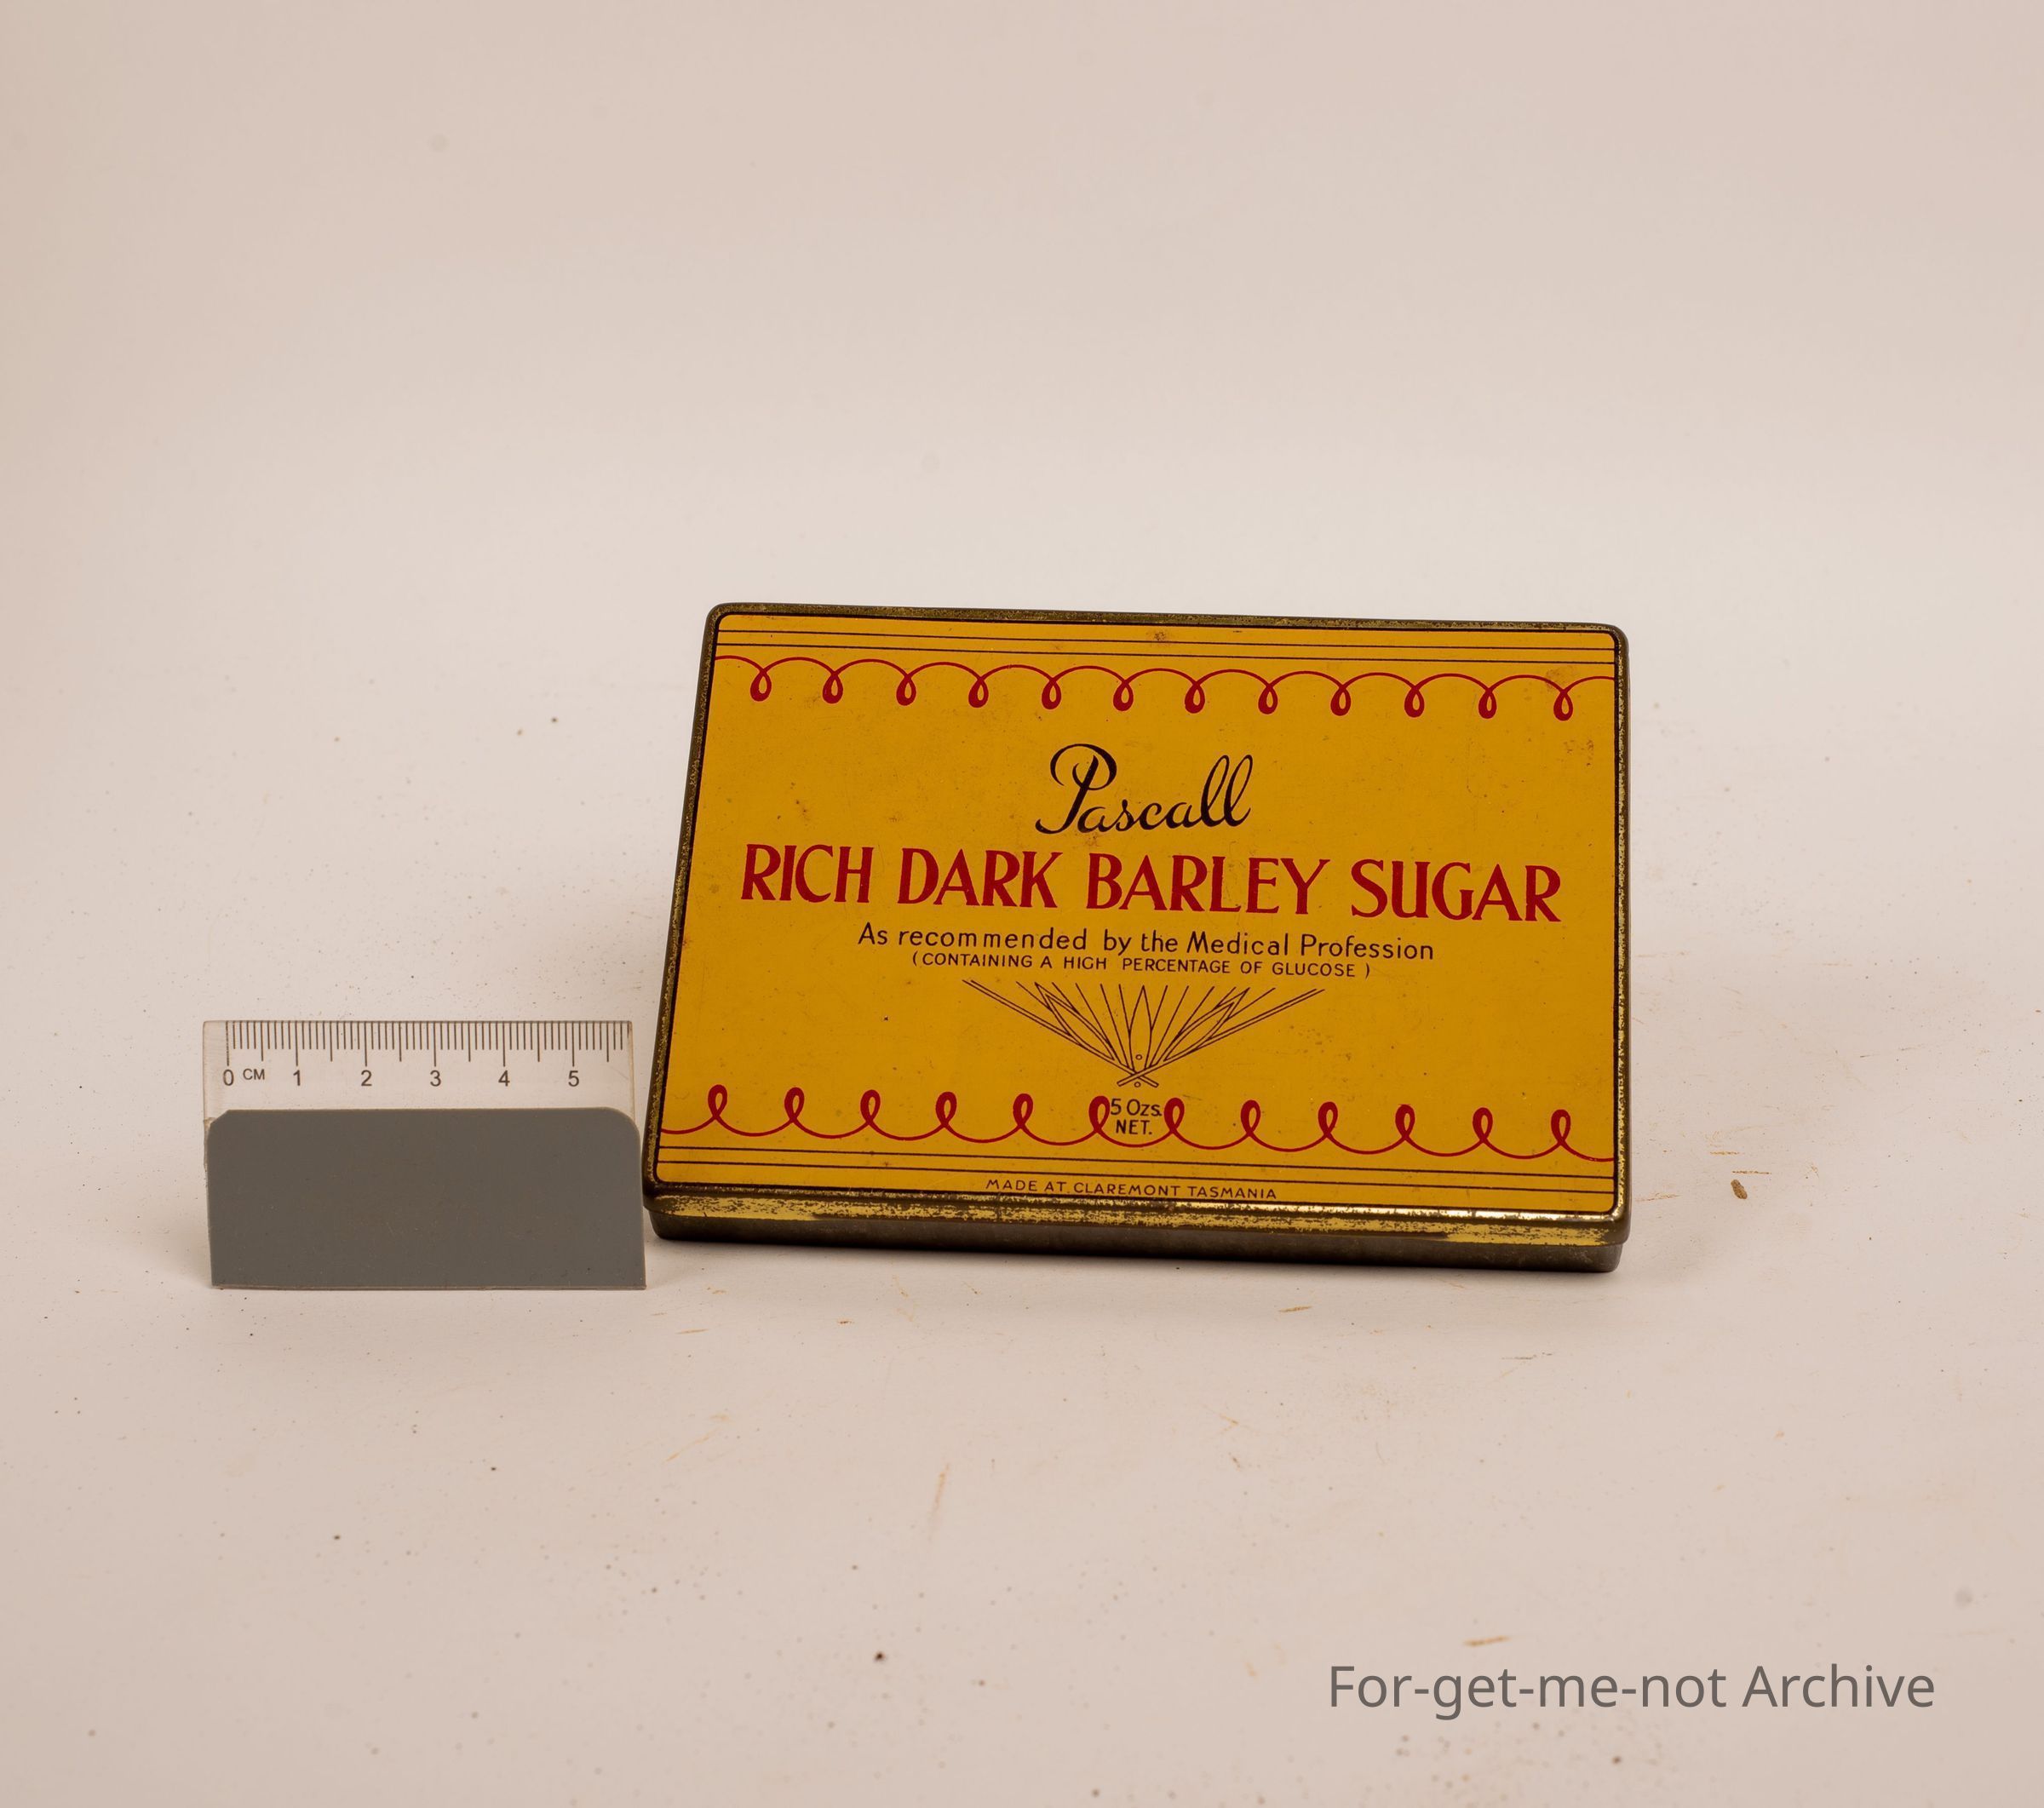 Pascall
RICH DARK BARLEY SUGAR
As recommended by the Medical Profession
(CONTAINING A HIGH PERCENTAGE OF GLUCOSE)
5 Ozs.
NET.
MADE AT CLAREMONT TASMANIA
0 CM 1 2 3 4 5
For-get-me-not Archive